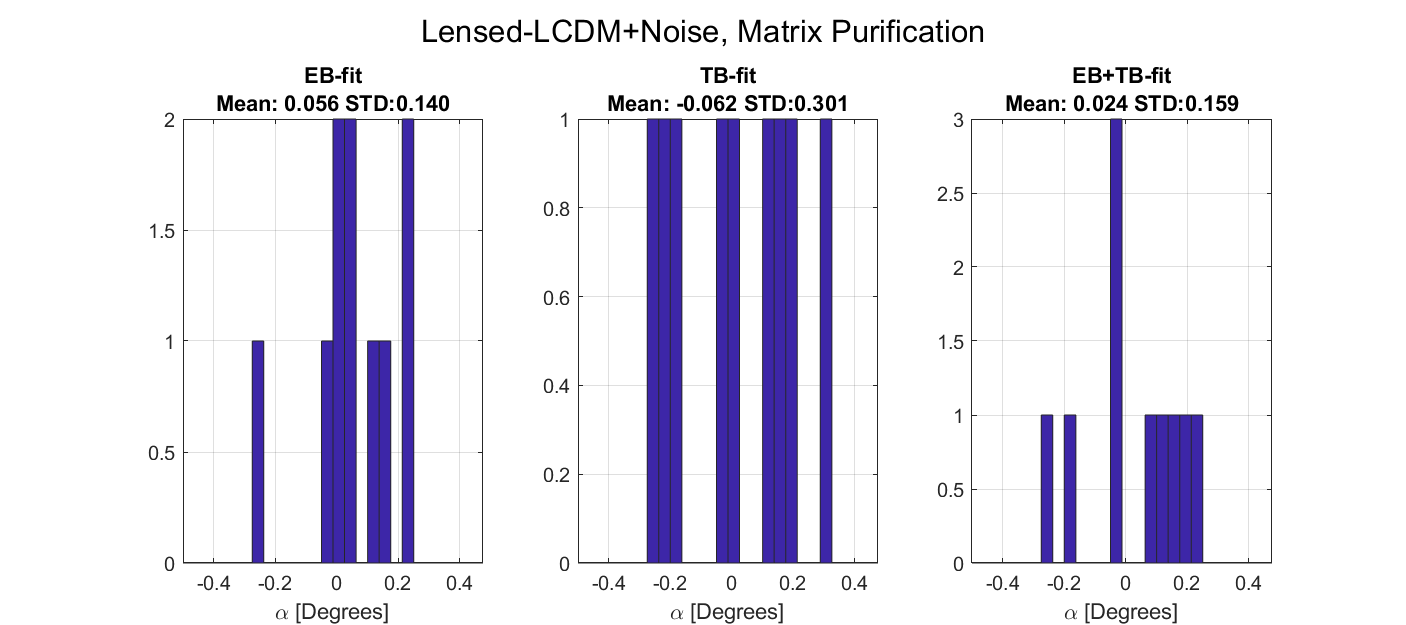 Lensed-LCDM+Noise, Matrix Purification
EB-fit
Mean: 0.056 STD:0.140
2
1.5
1
0.5
0
-0.4 -0.2 0 0.2 0.4
α [Degrees]
TB-fit
Mean: -0.062 STD:0.301
1
0.8
0.6
0.4
0.2
0
-0.4 -0.2 0 0.2 0.4
α [Degrees]
EB+TB-fit
Mean: 0.024 STD:0.159
3
2.5
2
1.5
1
0.5
0
-0.4 -0.2 0 0.2 0.4
α [Degrees]